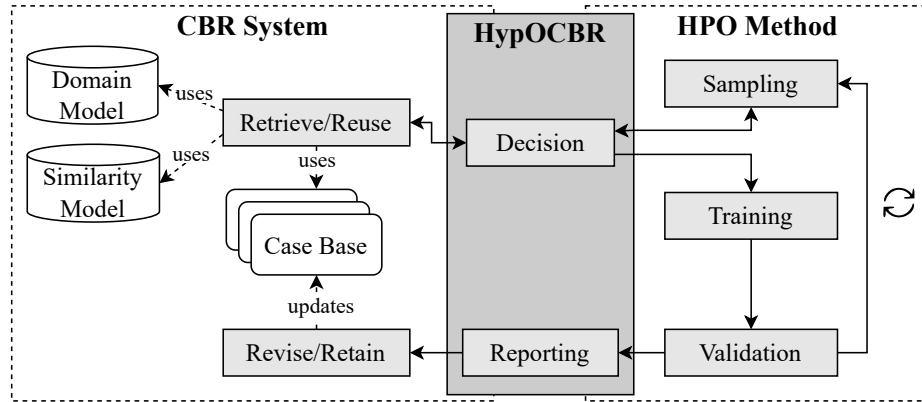 CBR System
HypOCBR
HPO Method
Domain
Model
uses
Similarity
Model
uses
Retrieve/Reuse
uses
Case Base
updates
Revise/Retain
Decision
Reporting
Sampling
Training
Validation